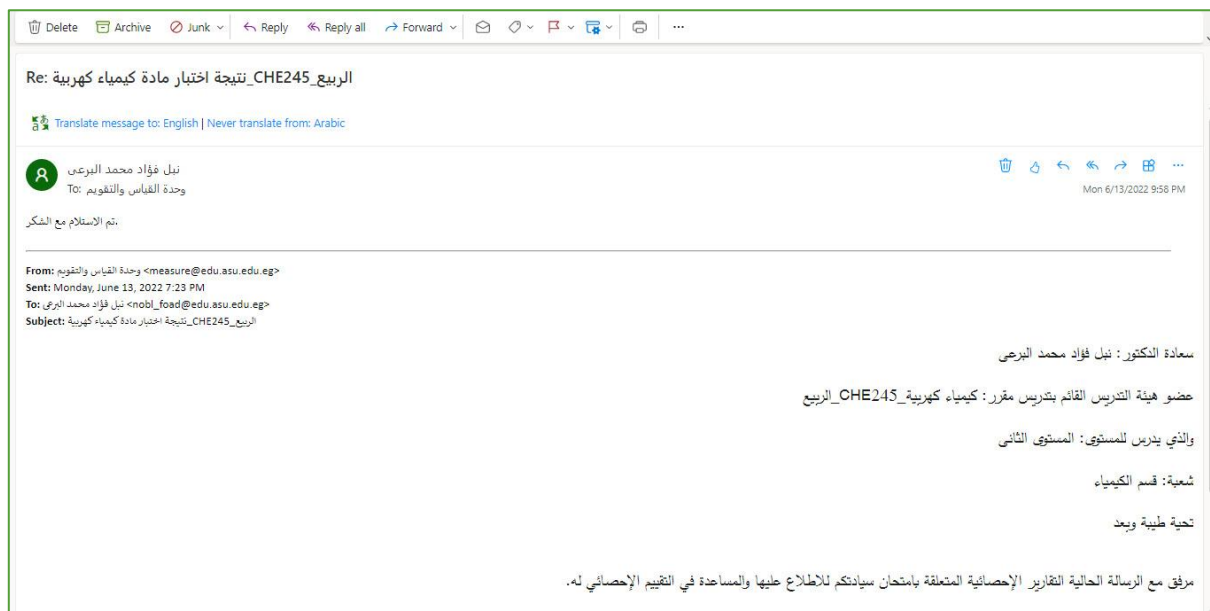 Delete Archive Junk Reply Reply all Forward ...
Re: نتيجة اختبار مادة كيمياء كهربية_CHE245_الربيع
Translate message to: English | Never translate from: Arabic
نبل فؤاد محمد البرعى
To: وحدة القياس والتقويم
Mon 6/13/2022 9:58 PM
تم الاستلام مع الشكر.
From: وحدة القياس والتقويم <measure@edu.asu.edu.eg>
Sent: Monday, June 13, 2022 7:23 PM
To: نبل فؤاد محمد البرعى <nobl_foad@edu.asu.edu.eg>
Subject: نتيجة اختبار مادة كيمياء كهربية_CHE245_الربيع
سعادة الدكتور: نبل فؤاد محمد البرعى
عضو هيئة التدريس القائم بتدريس مقرر: كيمياء كهربية_CHE245_الربيع
والذي يدرس للمستوى: المستوى الثانى
شعبة: قسم الكيمياء
تحية طيبة وبعد
مرفق مع الرسالة الحالية التقارير الإحصائية المتعلقة بامتحان سيادتكم للاطلاع عليها والمساعدة في التقييم الإحصائي له.